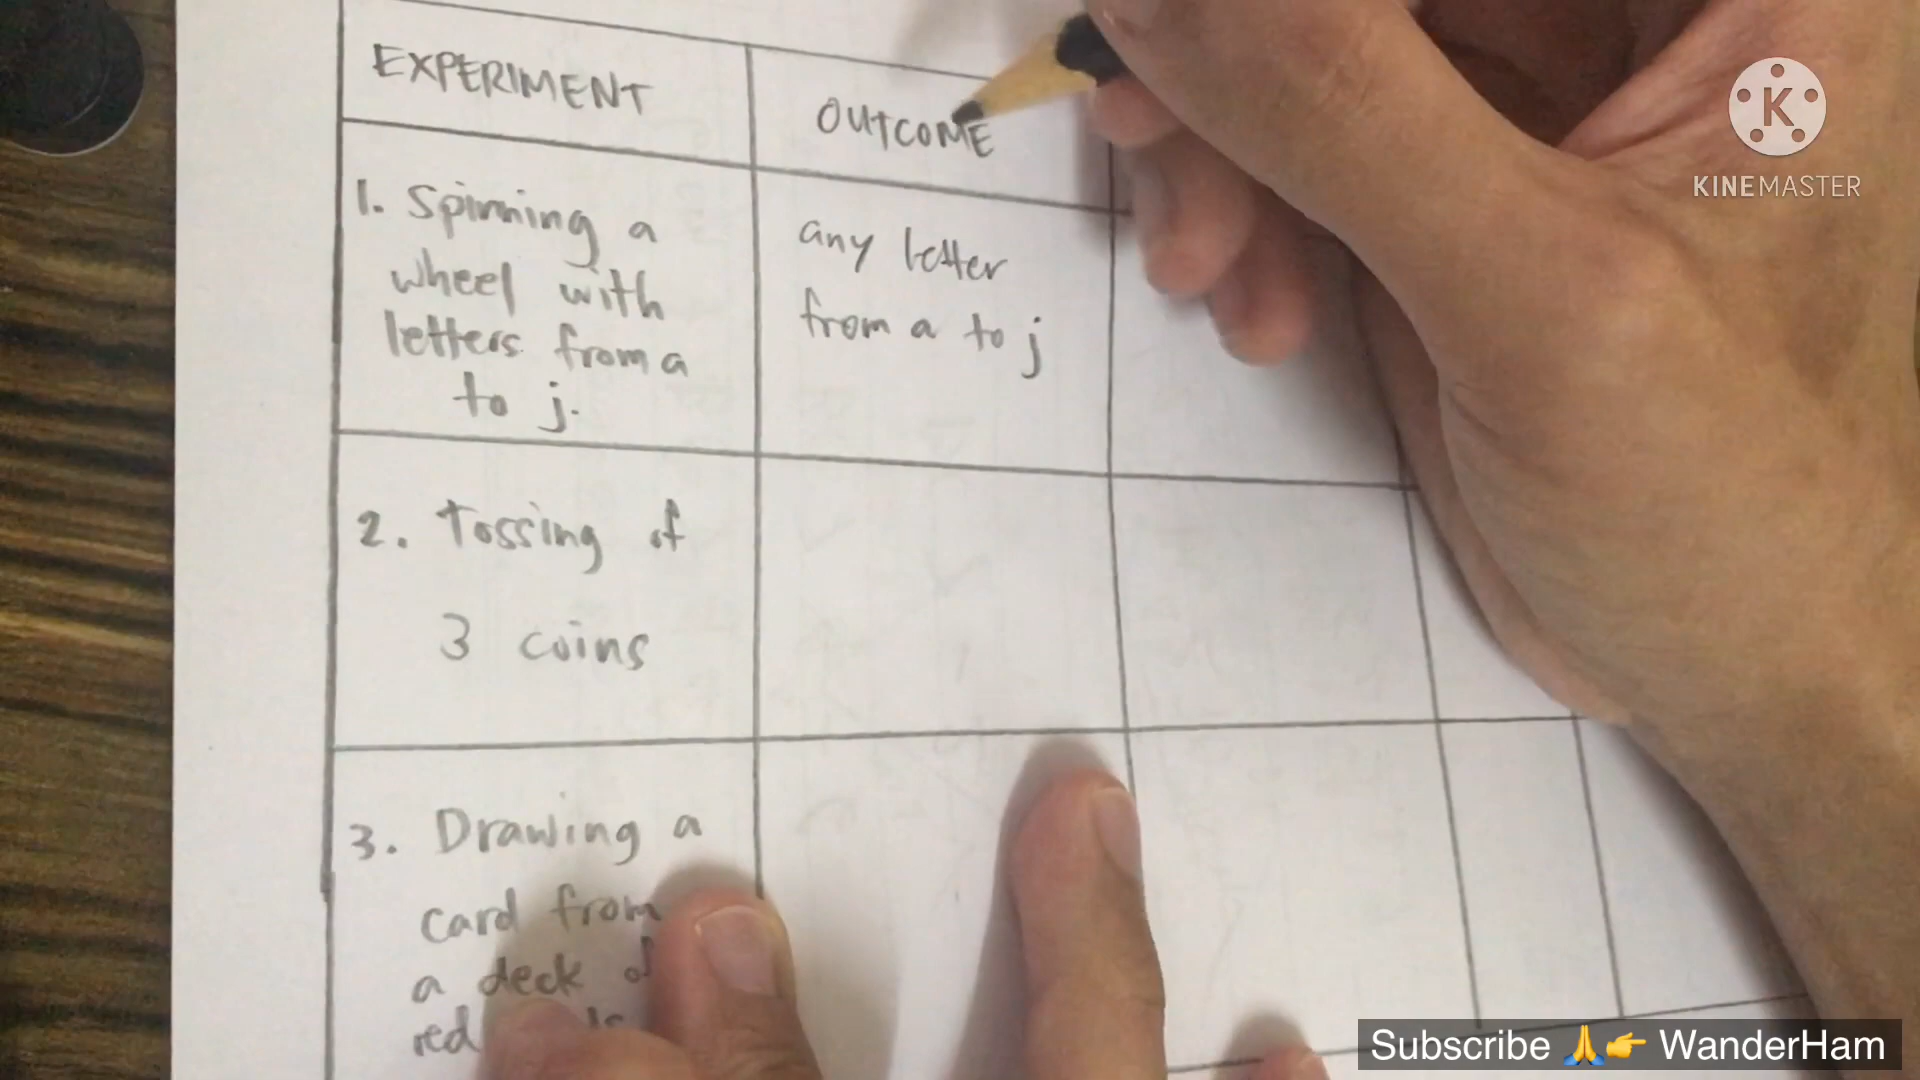 EXPERIMENT
OUTCOME
1. Spinning a
wheel with
letters from a
to j.
any letter
from a to j
2. Tossing of
3 coins
3. Drawing a
card from
a deck of
red
KINEMASTER
Subscribe 🙏👉 WanderHam